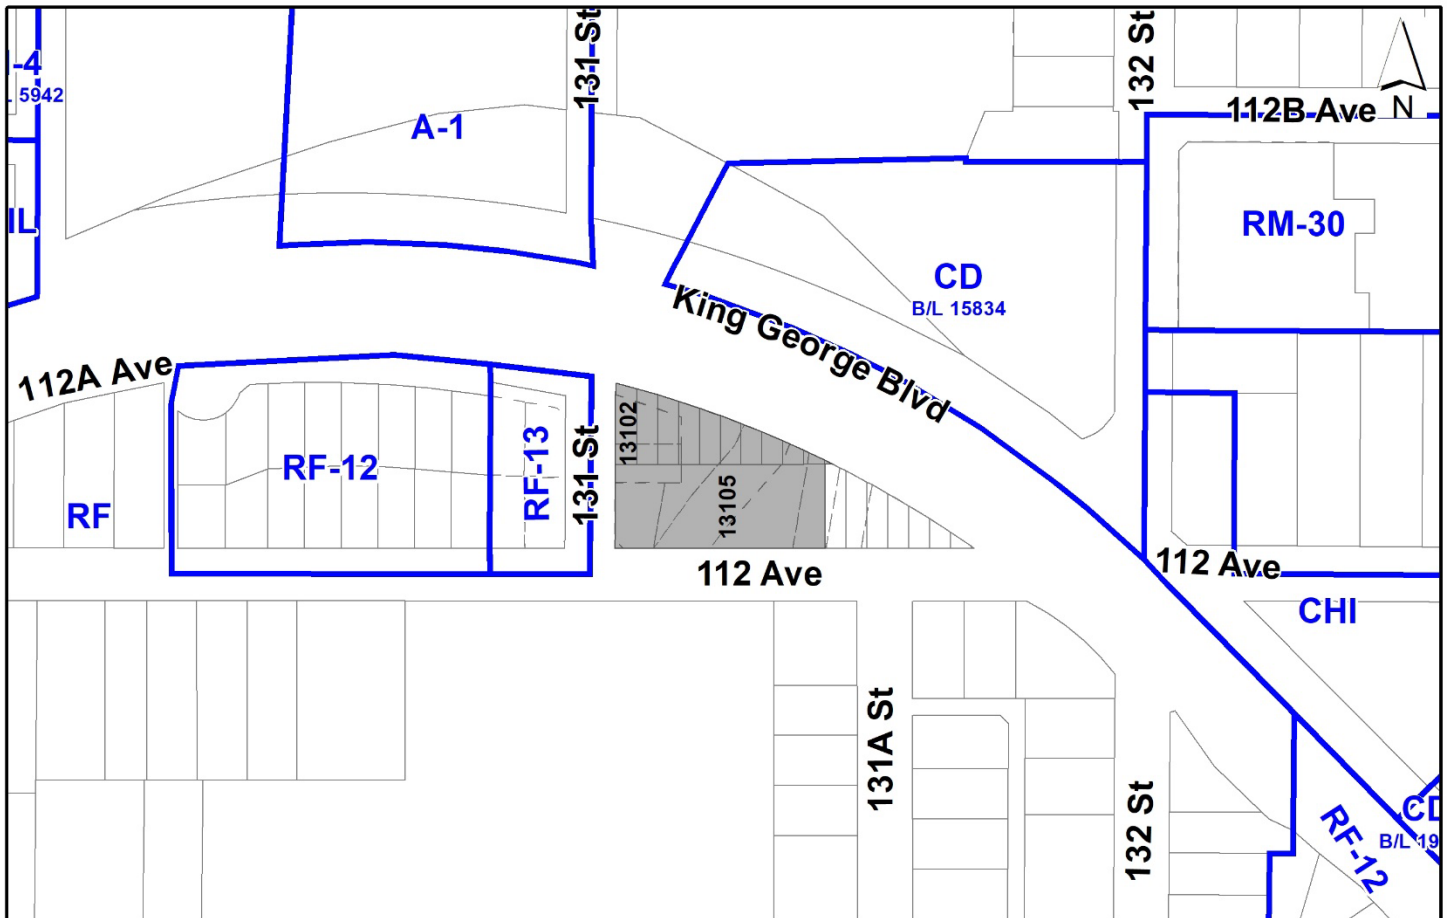 131 St
132 St
-4
5942
112B Ave
N
A-1
IL
RM-30
CD
B/L 15834
King George Blvd
112A Ave
13102
RF-12
RF-13
131 St
13105
RF
112 Ave
112 Ave
CHI
131A St
132 St
RF-12
CD
B/L 19